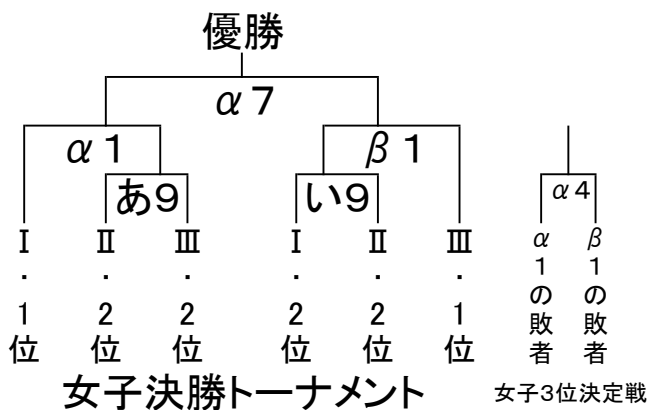 優勝
α7
α1
β1
あ9
い9
α4
Ⅰ・1位
Ⅱ・2位
Ⅲ・2位
Ⅰ・2位
Ⅱ・2位
Ⅲ・1位
α1の敗者
β1の敗者
女子決勝トーナメント
女子3位決定戦